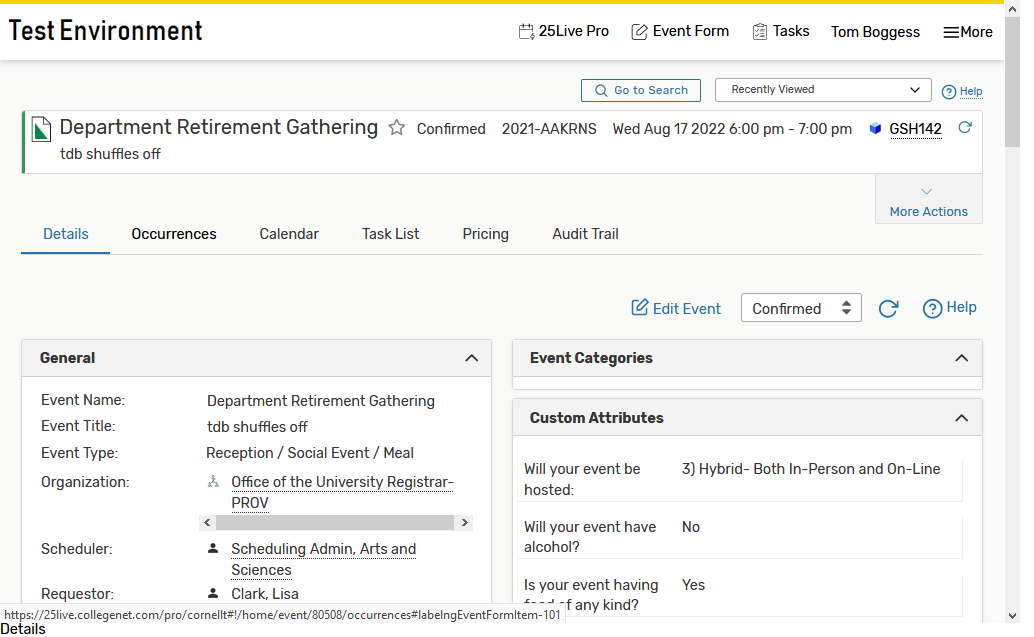 Test Environment
25Live Pro
Event Form
Tasks
Tom Boggess
More
Go to Search
Recently Viewed
Help
Department Retirement Gathering
Confirmed
2021-AAKRNS
Wed Aug 17 2022 6:00 pm - 7:00 pm
GSH142
tdb shuffles off
More Actions
Details
Occurrences
Calendar
Task List
Pricing
Audit Trail
Edit Event
Confirmed
Help
General
Event Name:
Department Retirement Gathering
Event Title:
tdb shuffles off
Event Type:
Reception / Social Event / Meal
Organization:
Office of the University Registrar-
PROV
Scheduler:
Scheduling Admin, Arts and
Sciences
Requestor:
Clark, Lisa
Event Categories
Custom Attributes
Will your event be
hosted:
3) Hybrid- Both In-Person and On-Line
Will your event have
alcohol?
No
Is your event having
food of any kind?
Yes
https://25live.collegenet.com/pro/cornellt#!/home/event/80508/occurrences#labelngEventFormItem-101
Details